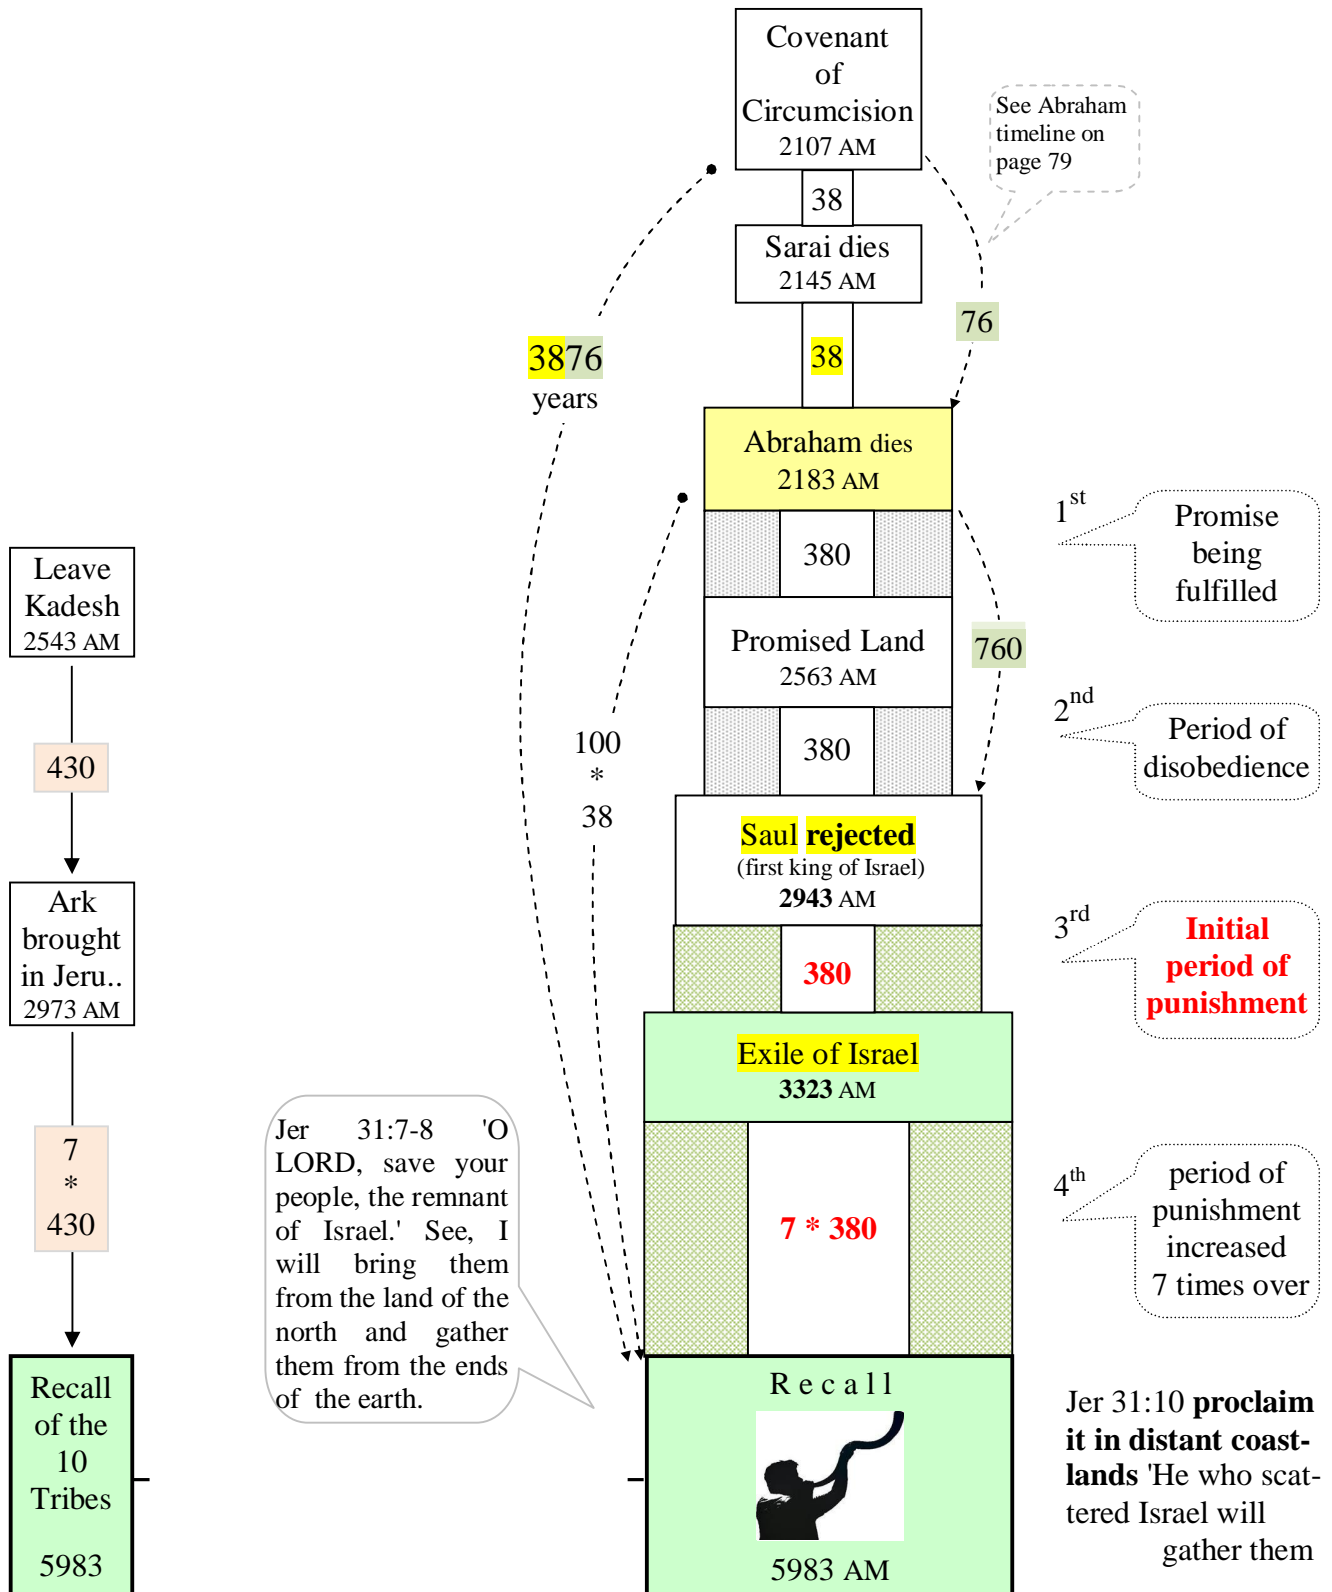 Covenant
of
Circumcision
2107 AM
See Abraham
timeline on
page 79
38
Sarai dies
2145 AM
76
3876
years
38
Abraham dies
2183 AM
1st
Promise
being
fulfilled
380
Leave
Kadesh
2543 AM
Promised Land
2563 AM
760
2nd
Period of
disobedience
380
430
100
*
38
Saul rejected
(first king of Israel)
2943 AM
Ark
brought
in Jeru..
2973 AM
3rd
Initial
period of
punishment
380
Exile of Israel
3323 AM
7
*
430
Jer 31:7-8 'O
LORD, save your
people, the remnant
of Israel.' See, I
will bring them
from the land of the
north and gather
them from the ends
of the earth.
7 * 380
4th
period of
punishment
increased
7 times over
Recall
of the
10
Tribes
5983
Recall
5983 AM
Jer 31:10 proclaim
it in distant coast-
lands 'He who scat-
tered Israel will
gather them